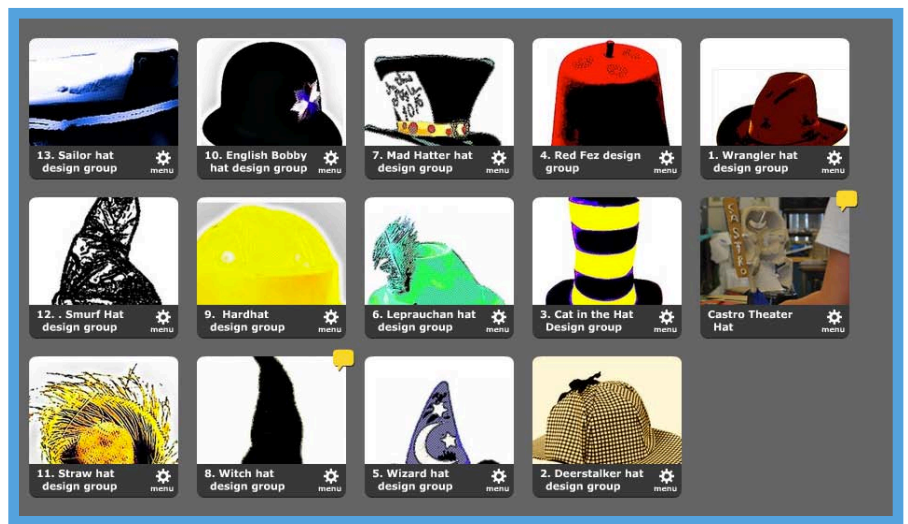 13. Sailor hat
design group
menu
10. English Bobby
hat design group
menu
7. Mad Hatter hat
design group
menu
4. Red Fez design
group
menu
1. Wrangler hat
design group
menu
12. . Smurf Hat
design group
menu
9. Hardhat
design group
menu
6. Leprauchan hat
design group
menu
3. Cat in the Hat
Design group
menu
CASTRO
Castro Theater
Hat
menu
11. Straw hat
design group
menu
8. Witch hat
design group
menu
5. Wizard hat
design group
menu
2. Deerstalker hat
design group
menu